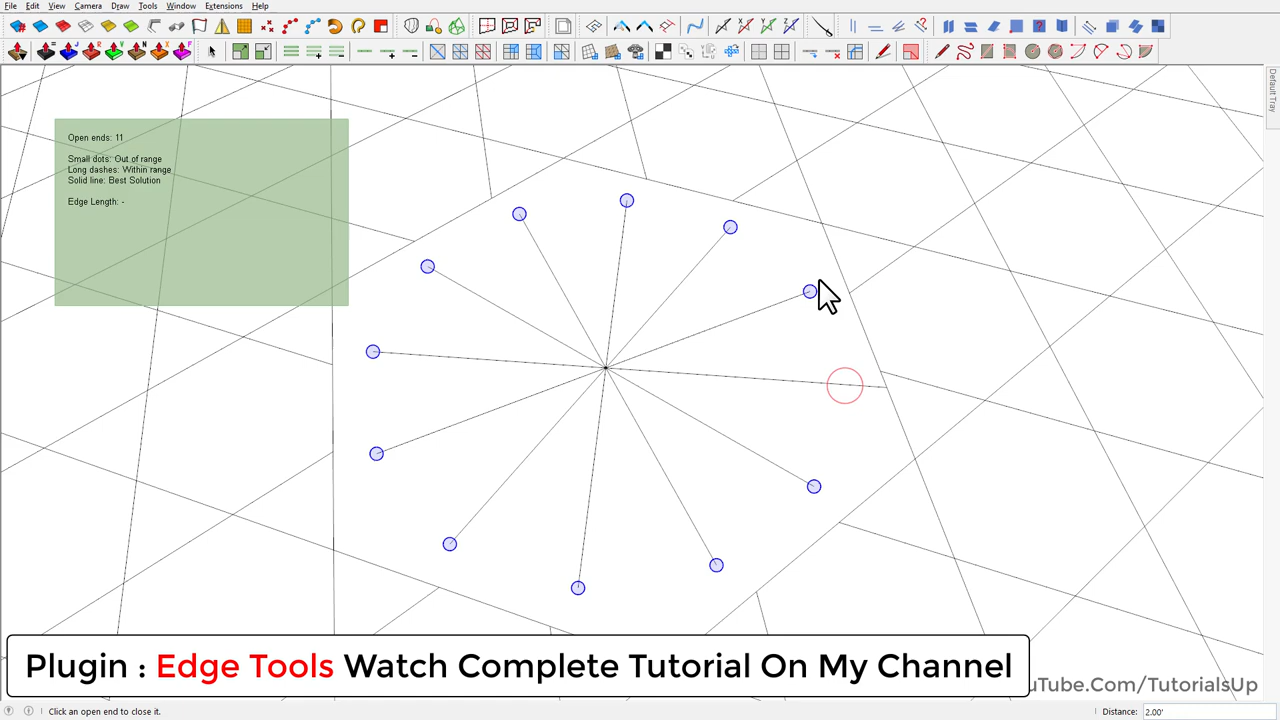 File Edit View Camera Draw Tools Window Extensions Help
Default Tray
Open ends: 11
Small dots: Out of range
Long dashes: Within range
Solid line: Best Solution
Edge Length: -
Plugin : Edge Tools Watch Complete Tutorial On My Channel
uTube.Com/TutorialsUp
Click an open end to close it.
Distance: 2.00'